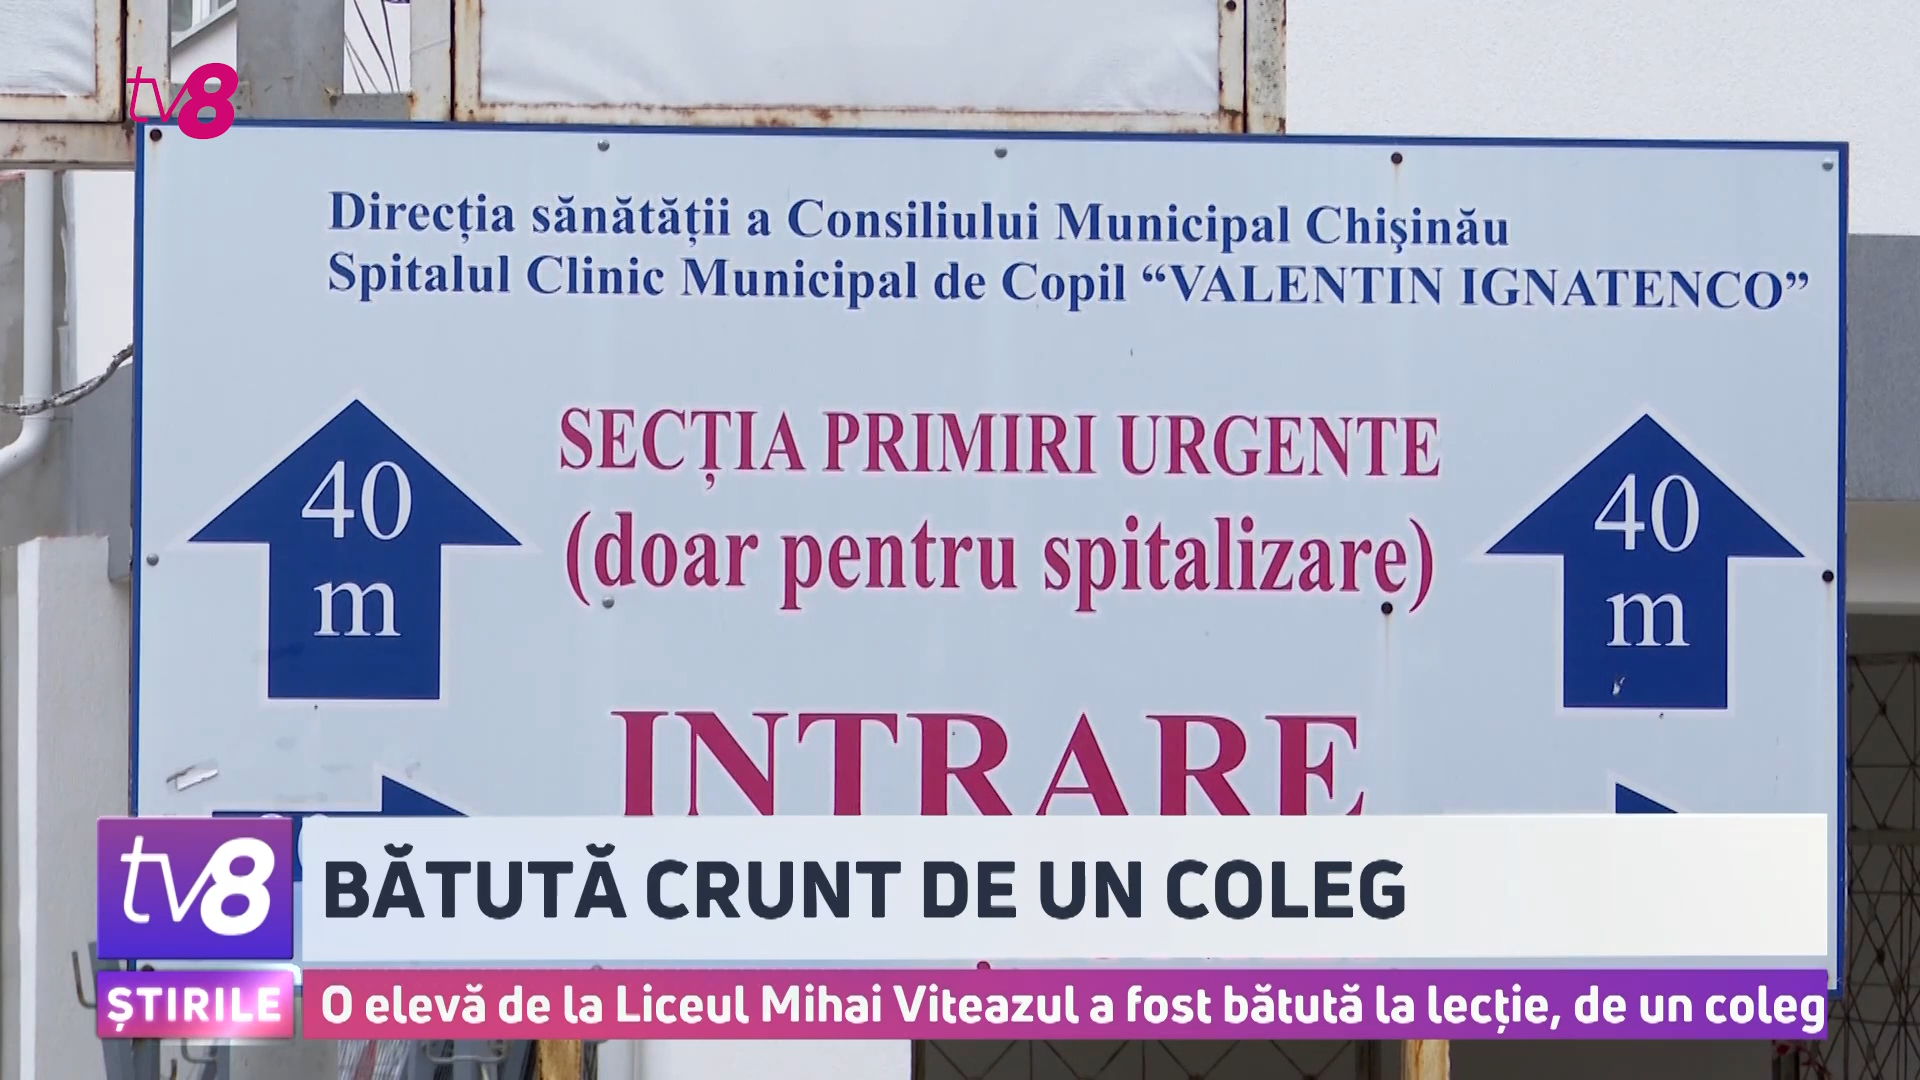 tv8
Direcția sănătății a Consiliului Municipal Chişinău
Spitalul Clinic Municipal de Copii “VALENTIN IGNATENCO”
SECȚIA PRIMIRI URGENTE
(doar pentru spitalizare)
40 m
40 m
INTRARE
tv8
BĂTUTĂ CRUNT DE UN COLEG
ȘTIRILE
O elevă de la Liceul Mihai Viteazul a fost bătută la lecție, de un coleg